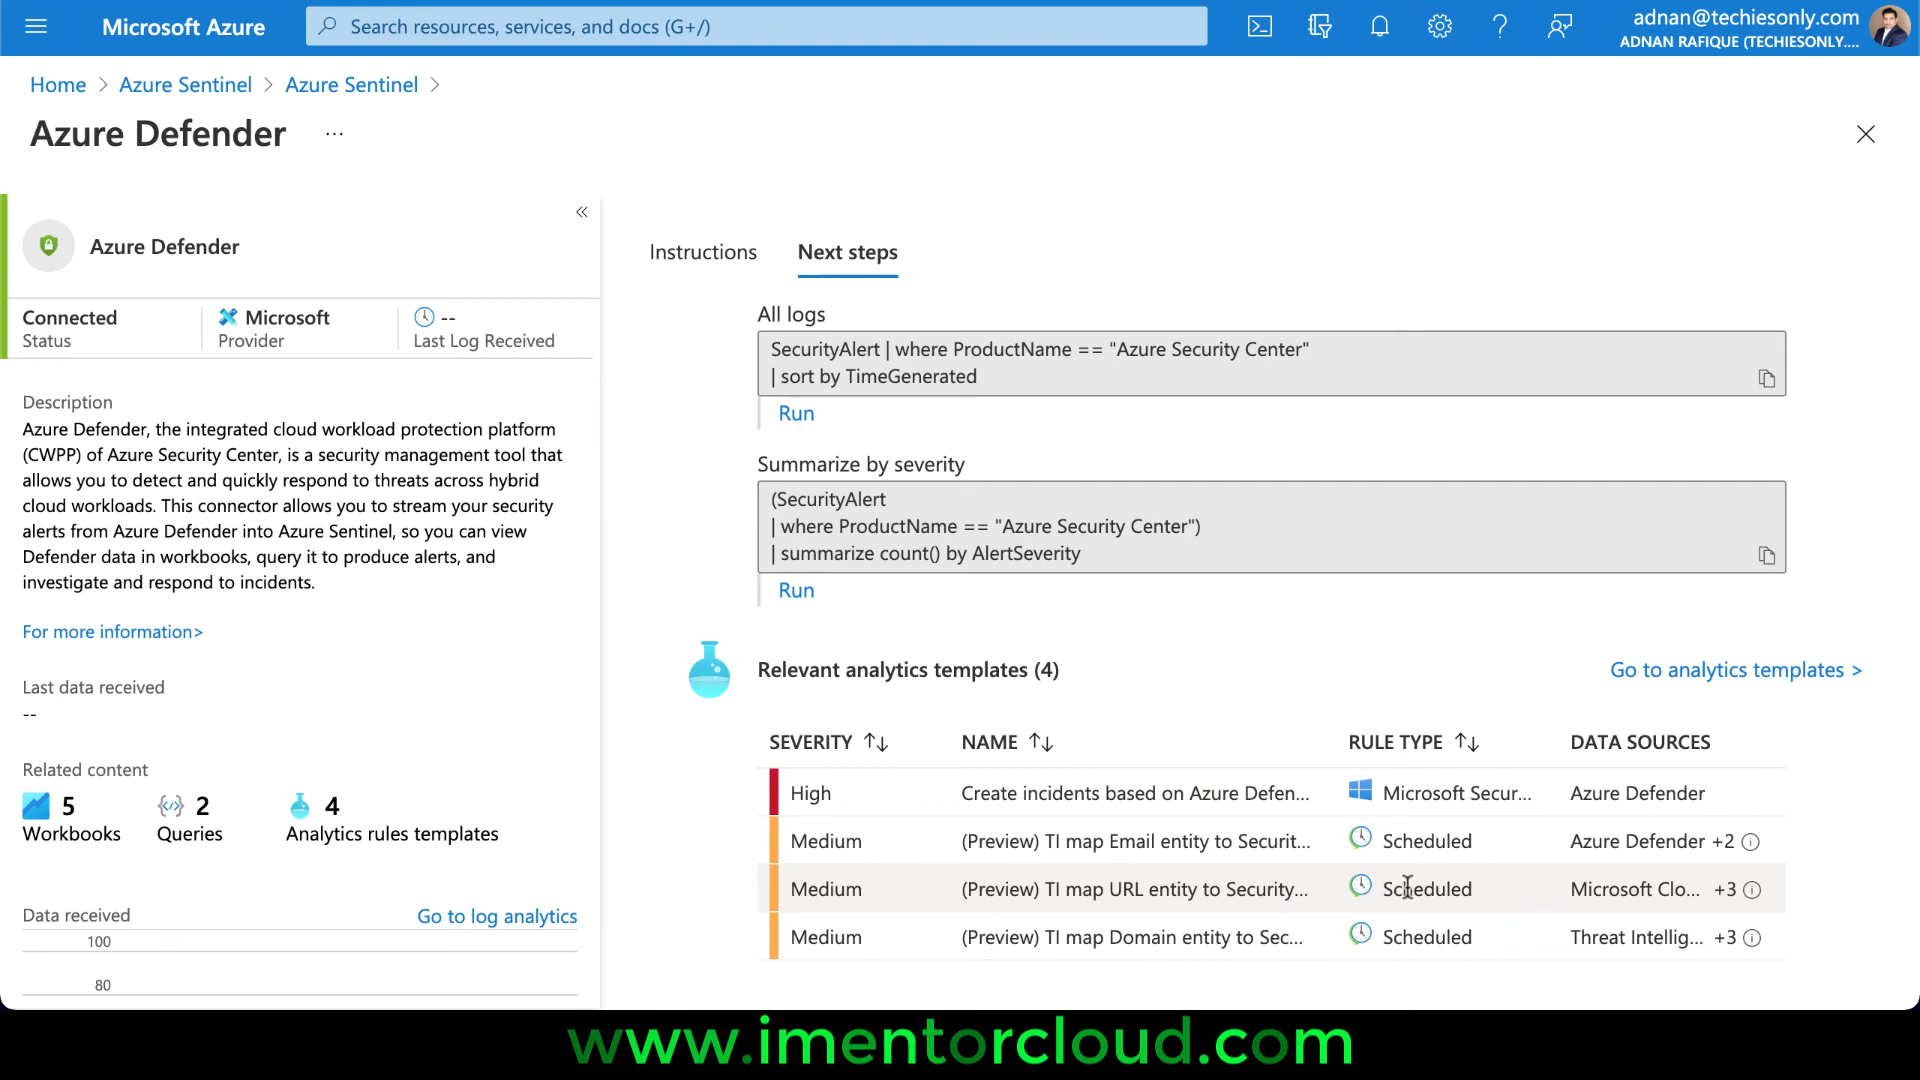 Microsoft Azure
Search resources, services, and docs (G+/)
adnan@techiesonly.com
ADNAN RAFIQUE (TECHIESONLY....
Home > Azure Sentinel > Azure Sentinel >
Azure Defender ...
«
Azure Defender
Connected
Status
Microsoft
Provider
--
Last Log Received
Description
Azure Defender, the integrated cloud workload protection platform
(CWPP) of Azure Security Center, is a security management tool that
allows you to detect and quickly respond to threats across hybrid
cloud workloads. This connector allows you to stream your security
alerts from Azure Defender into Azure Sentinel, so you can view
Defender data in workbooks, query it to produce alerts, and
investigate and respond to incidents.
For more information>
Last data received
--
Related content
5 2 4
Workbooks Queries Analytics rules templates
Data received Go to log analytics
100
80
Instructions Next steps
All logs
SecurityAlert | where ProductName == "Azure Security Center"
| sort by TimeGenerated
Run
Summarize by severity
(SecurityAlert
| where ProductName == "Azure Security Center")
| summarize count() by AlertSeverity
Run
Relevant analytics templates (4) Go to analytics templates >
SEVERITY NAME RULE TYPE DATA SOURCES
High Create incidents based on Azure Defen... Microsoft Secur... Azure Defender
Medium (Preview) TI map Email entity to Securit... Scheduled Azure Defender +2
Medium (Preview) TI map URL entity to Security... Scheduled Microsoft Clo... +3
Medium (Preview) TI map Domain entity to Sec... Scheduled Threat Intellig... +3
www.imentorcloud.com